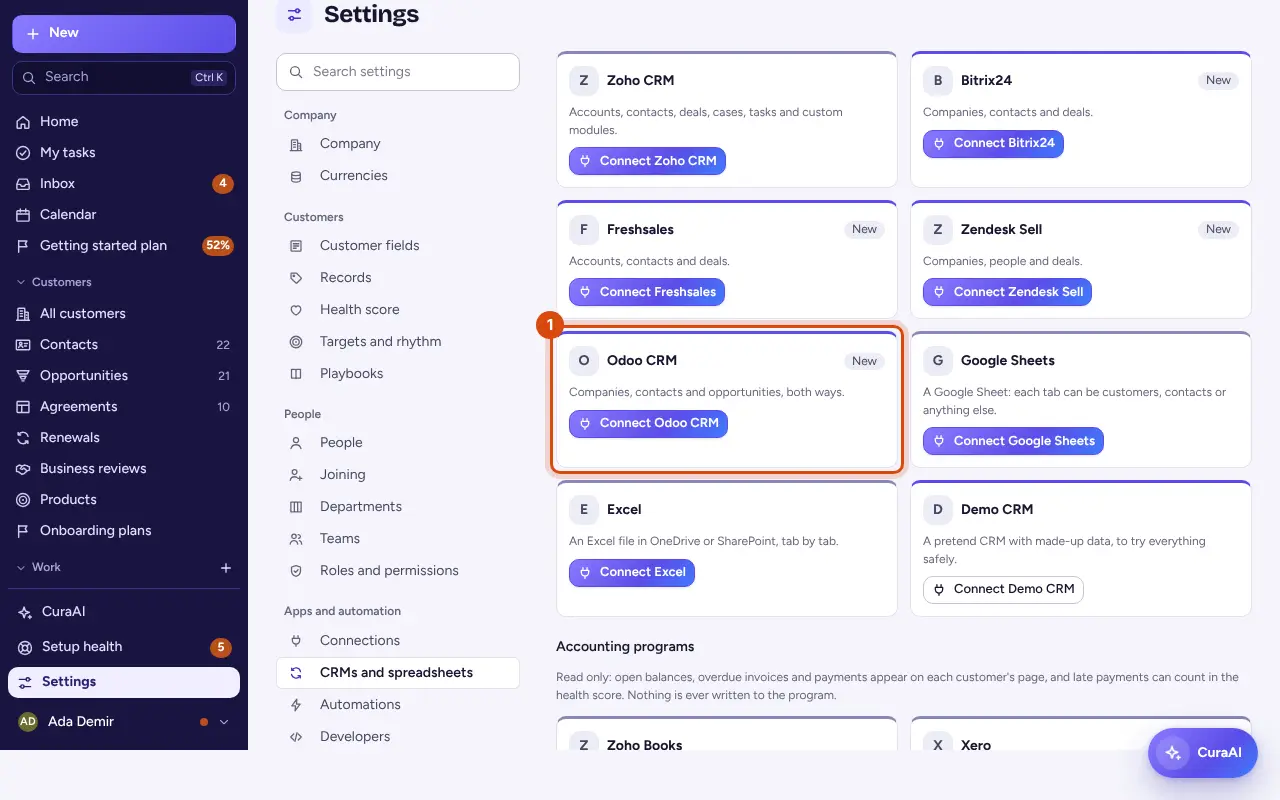 New
Search Ctrl K
Home
My tasks
Inbox 4
Calendar
Getting started plan 52%
Customers
All customers
Contacts 22
Opportunities 21
Agreements 10
Renewals
Business reviews
Products
Onboarding plans
Work
CuraAI
Setup health 5
Settings
AD Ada Demir
Settings
Search settings
Company
Company
Currencies
Customers
Customer fields
Records
Health score
Targets and rhythm
Playbooks
People
People
Joining
Departments
Teams
Roles and permissions
Apps and automation
Connections
CRMs and spreadsheets
Automations
Developers
Z Zoho CRM
Accounts, contacts, deals, cases, tasks and custom
modules.
Connect Zoho CRM
B Bitrix24 New
Companies, contacts and deals.
Connect Bitrix24
F Freshsales New
Accounts, contacts and deals.
Connect Freshsales
Z Zendesk Sell New
Companies, people and deals.
Connect Zendesk Sell
1
O Odoo CRM New
Companies, contacts and opportunities, both ways.
Connect Odoo CRM
G Google Sheets
A Google Sheet: each tab can be customers, contacts or
anything else.
Connect Google Sheets
E Excel
An Excel file in OneDrive or SharePoint, tab by tab.
Connect Excel
D Demo CRM
A pretend CRM with made-up data, to try everything
safely.
Connect Demo CRM
Accounting programs
Read only: open balances, overdue invoices and payments appear on each customer's page, and late payments can count in the
health score. Nothing is ever written to the program.
Z Zoho Books
X Xero
CuraAI